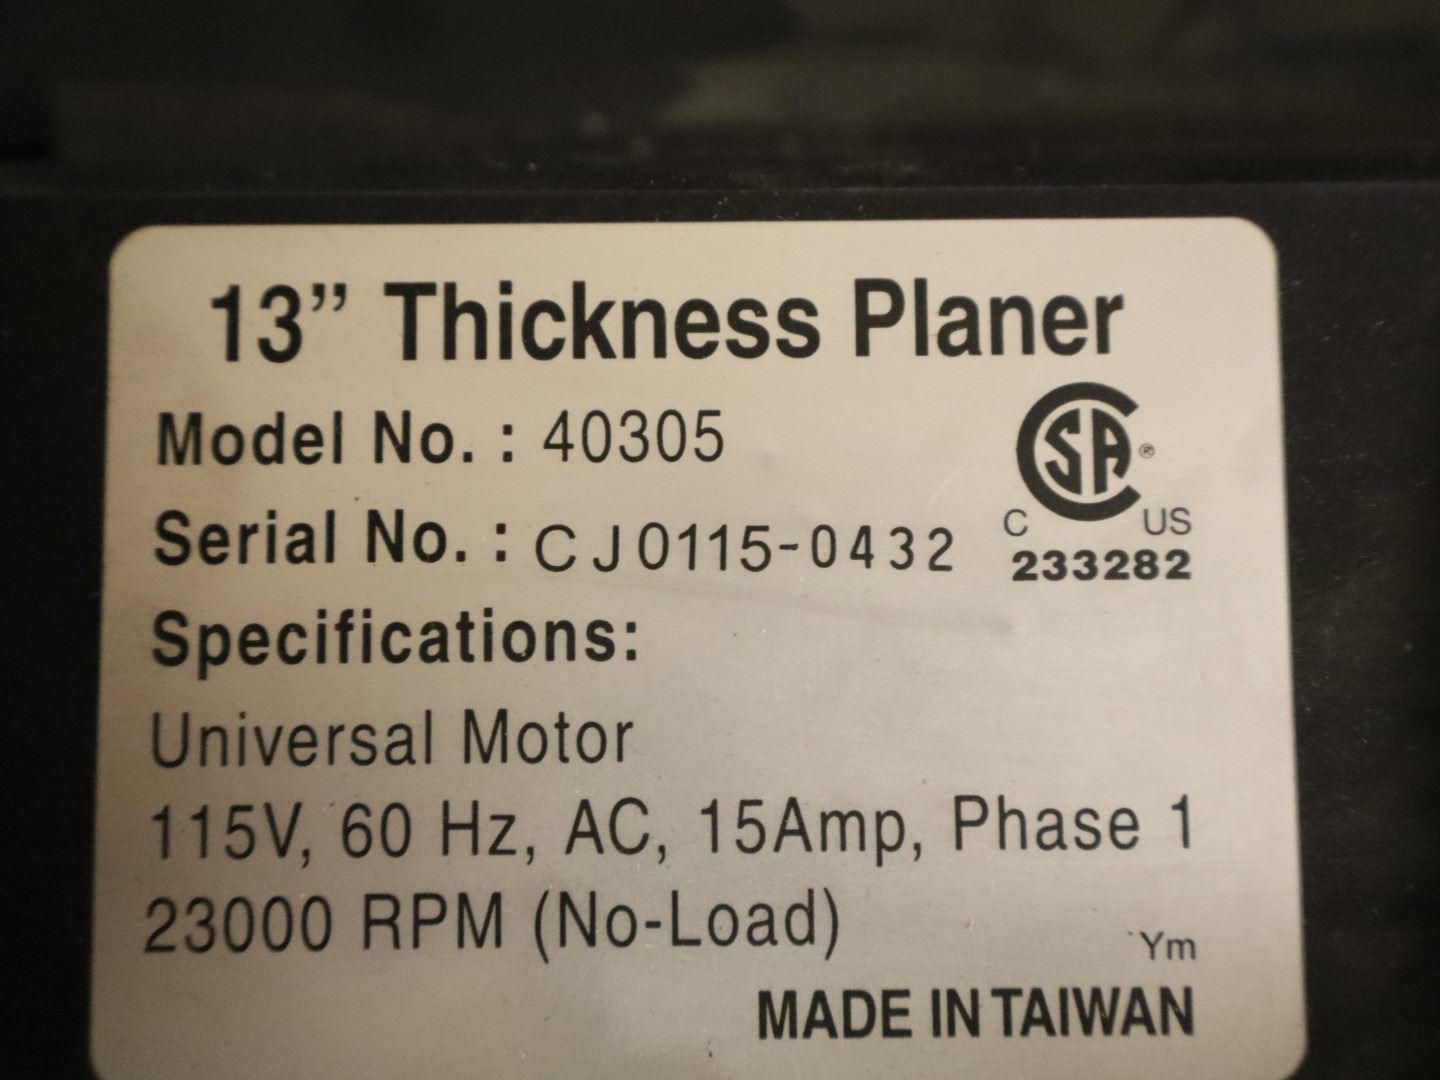 13” Thickness Planer
Model No. : 40305
Serial No. : CJ0115-0432
CSA®
C US
233282
Specifications:
Universal Motor
115V, 60 Hz, AC, 15Amp, Phase 1
23000 RPM (No-Load)
Ym
MADE IN TAIWAN